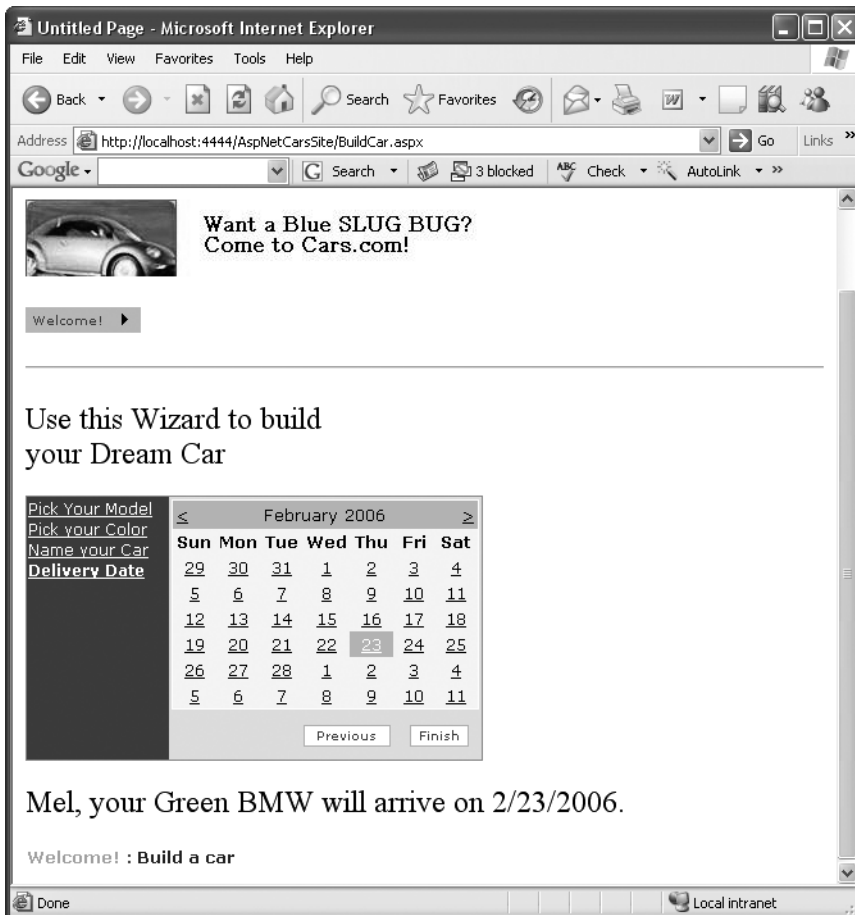 Untitled Page - Microsoft Internet Explorer
File Edit View Favorites Tools Help
Back Search Favorites W
Address http://localhost:4444/AspNetCarsSite/BuildCar.aspx Go Links »
Google G Search 3 blocked ABC Check AutoLink »
Want a Blue SLUG BUG?
Come to Cars.com!
Welcome!
Use this Wizard to build
your Dream Car
Pick Your Model
Pick your Color
Name your Car
Delivery Date
< February 2006 >
Sun Mon Tue Wed Thu Fri Sat
29 30 31 1 2 3 4
5 6 7 8 9 10 11
12 13 14 15 16 17 18
19 20 21 22 23 24 25
26 27 28 1 2 3 4
5 6 7 8 9 10 11
Previous Finish
Mel, your Green BMW will arrive on 2/23/2006.
Welcome! : Build a car
Done Local intranet